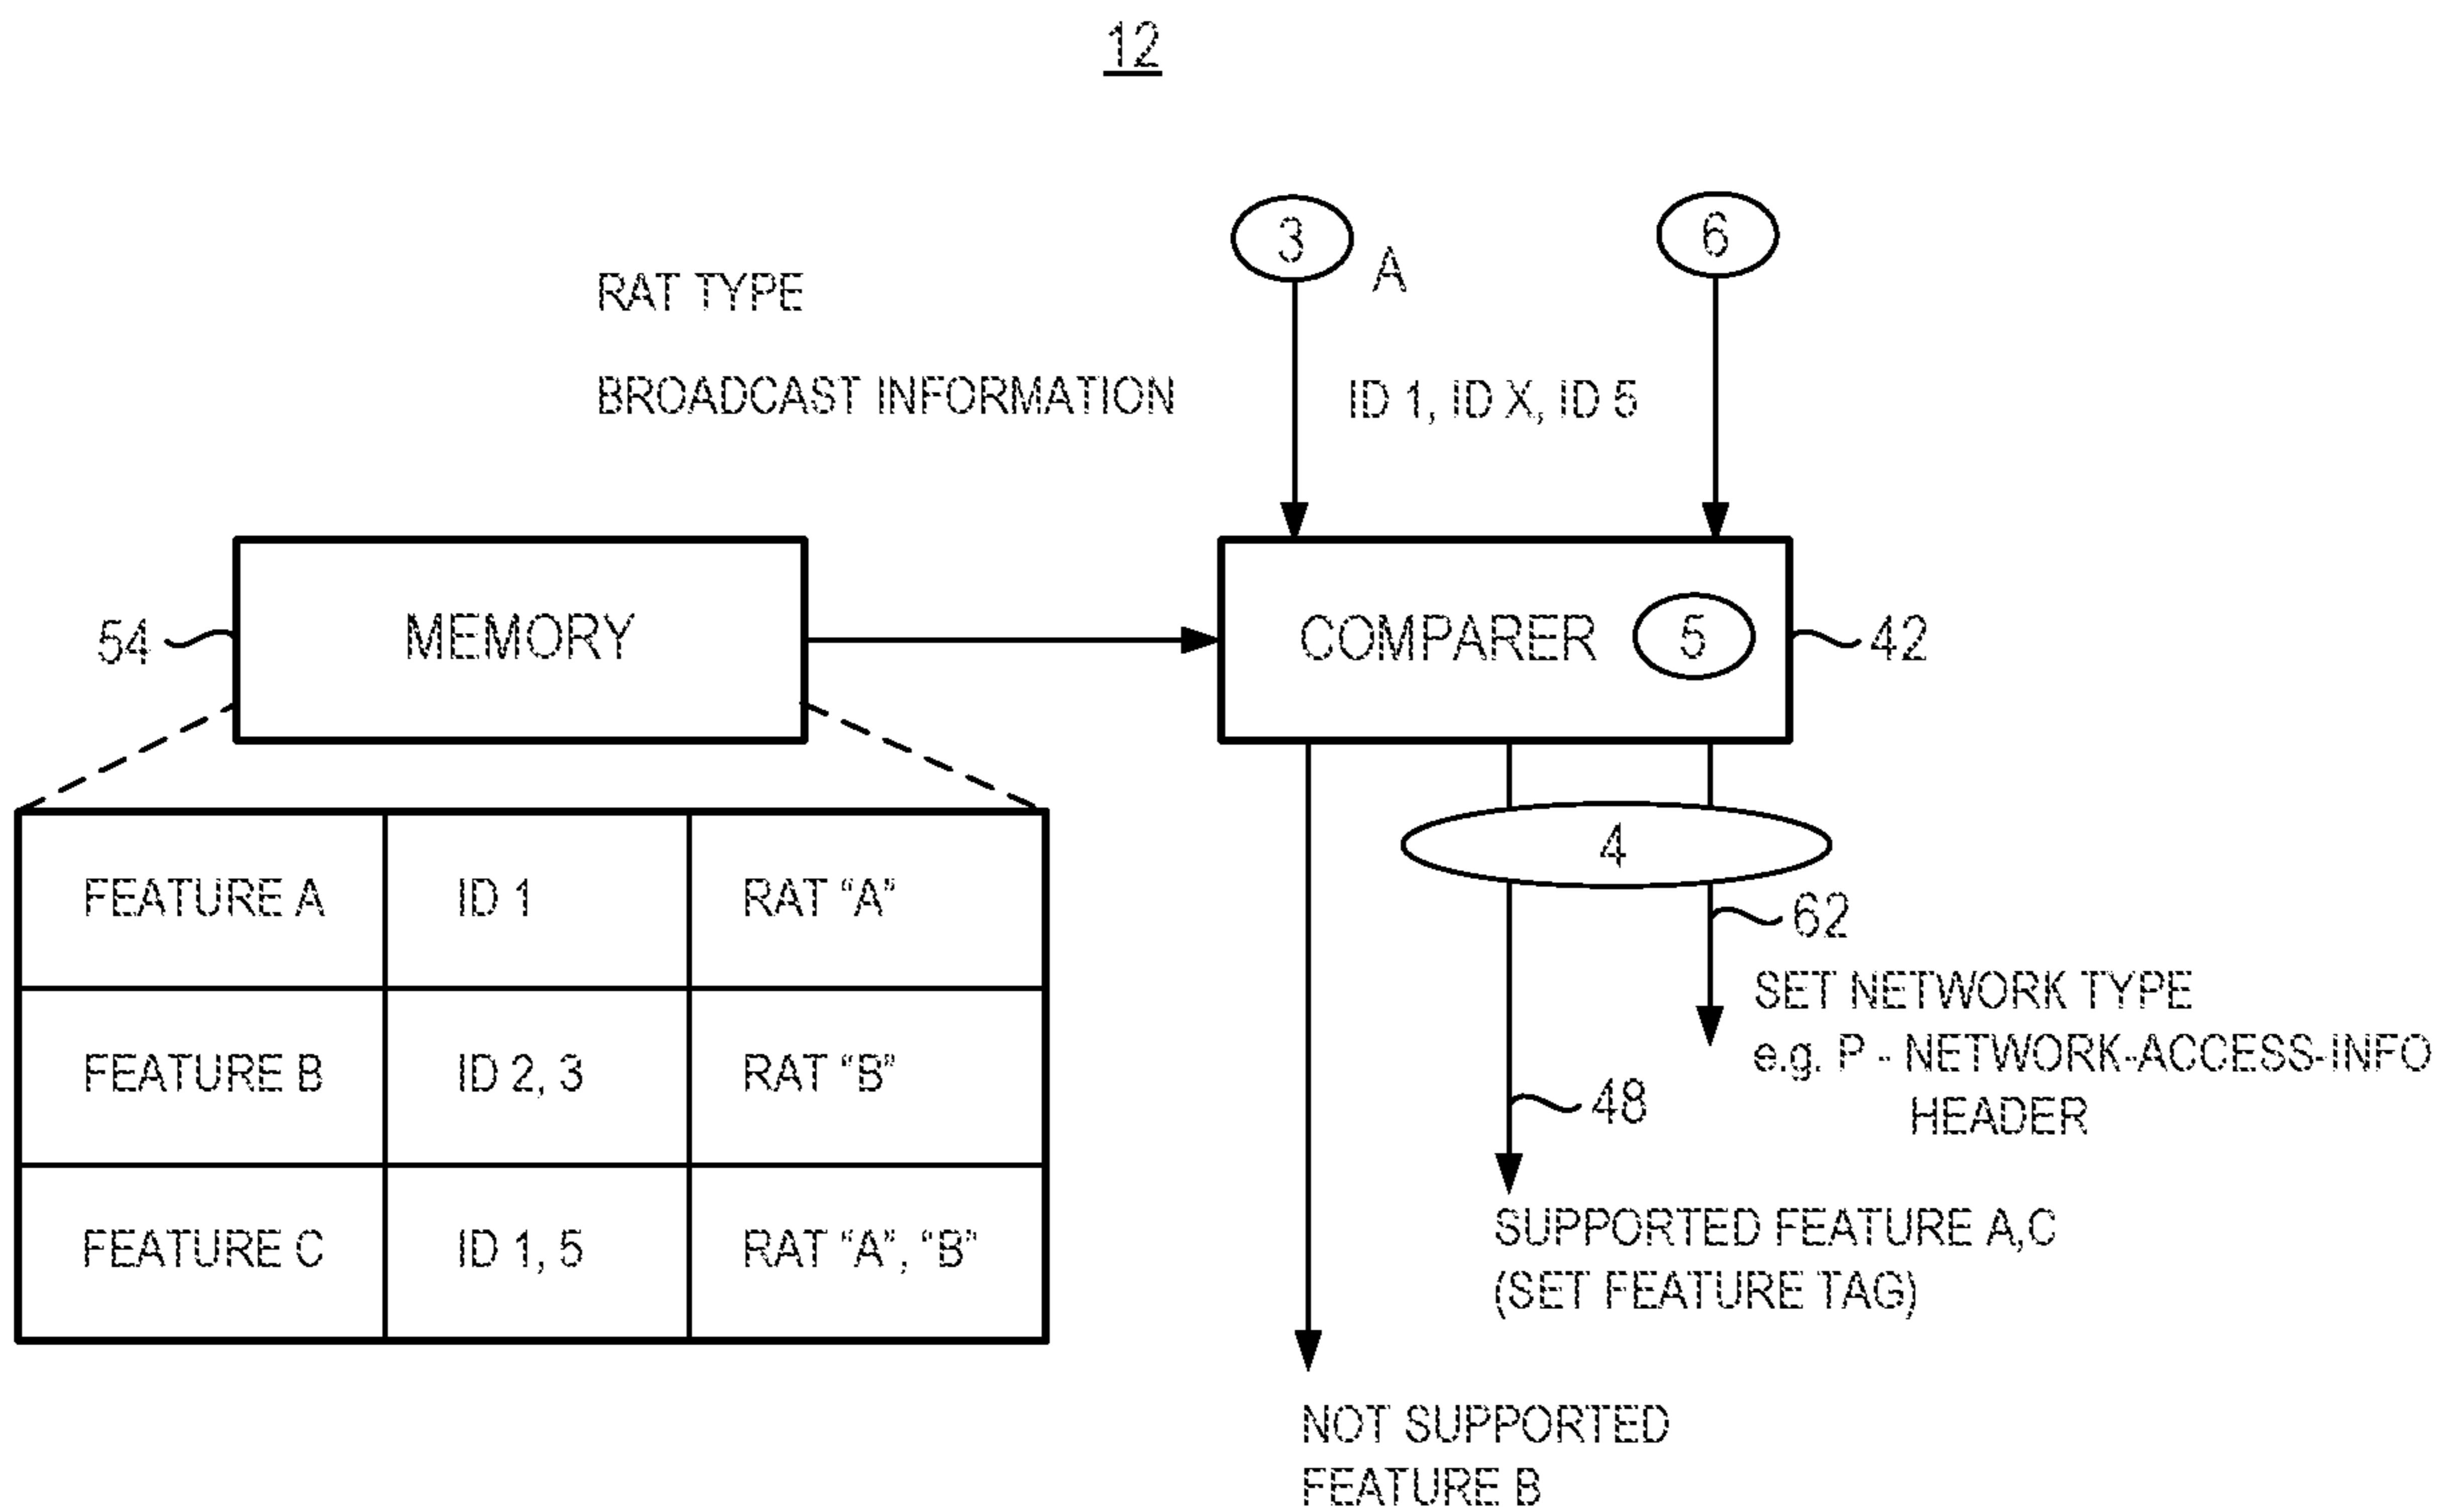 12
3
A
6
RAT TYPE
BROADCAST INFORMATION
ID 1, ID X, ID 5
54
MEMORY
COMPARER
5
42
FEATURE A
ID 1
RAT “A”
FEATURE B
ID 2, 3
RAT “B”
FEATURE C
ID 1, 5
RAT “A”, “B”
4
62
SET NETWORK TYPE
e.g. P - NETWORK-ACCESS-INFO
HEADER
48
SUPPORTED FEATURE A,C
(SET FEATURE TAG)
NOT SUPPORTED
FEATURE B